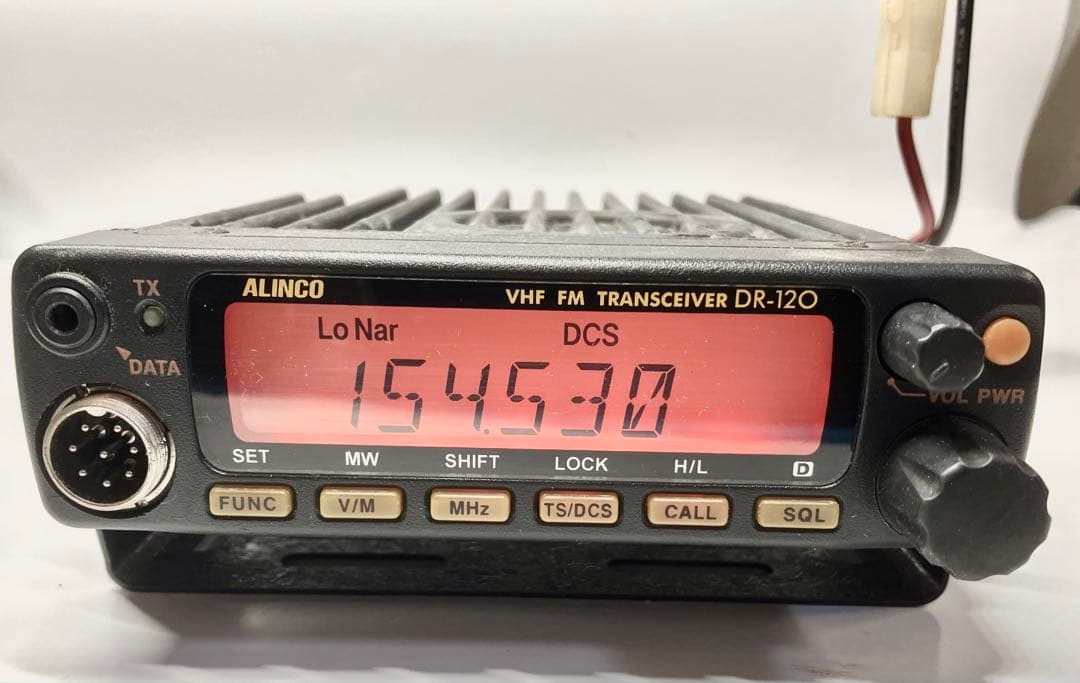 TX
ALINCO
VHF FM TRANSCEIVER DR-120
Lo Nar DCS
154.530
DATA
VOL PWR
SET MW SHIFT LOCK H/L D
FUNC V/M MHz TS/DCS CALL SQL